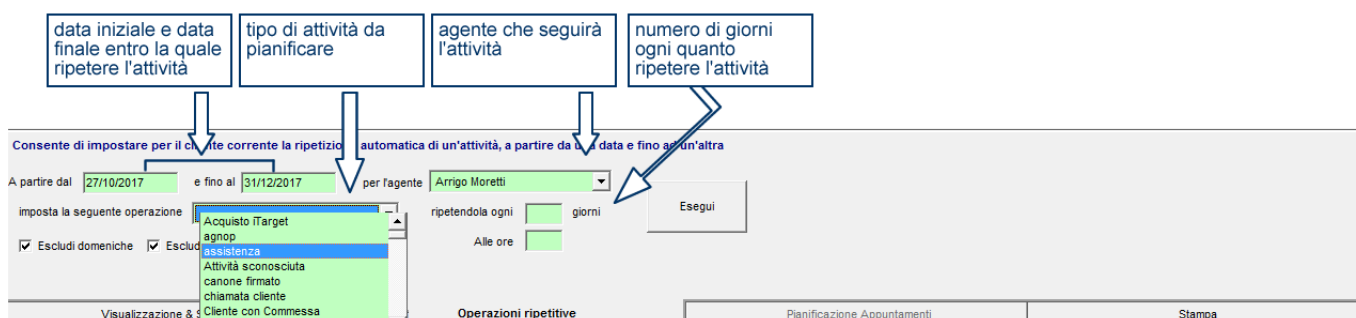 data iniziale e data
finale entro la quale
ripetere l'attività
tipo di attività da
pianificare
agente che seguirà
l'attività
numero di giorni
ogni quanto
ripetere l'attività
Consente di impostare per il cliente corrente la ripetizione automatica di un'attività, a partire da una data e fino ad un'altra
A partire dal 27/10/2017 e fino al 31/12/2017 per l'agente Arrigo Moretti
imposta la seguente operazione ripetendola ogni giorni Esegui
Escludi domeniche Alle ore
Acquisto iTarget
agnop
assistenza
Attività sconosciuta
canone firmato
chiamata cliente
Cliente con Commessa
Visualizzazione & Operazioni ripetitive Pianificazione Appuntamenti Stampa